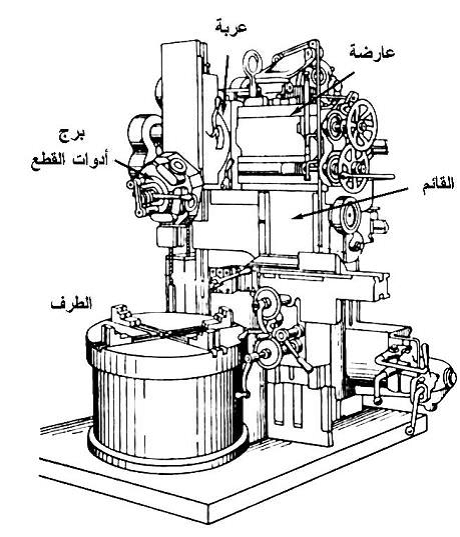 عربة
عارضة
برج
أدوات القطع
القائم
الطرف